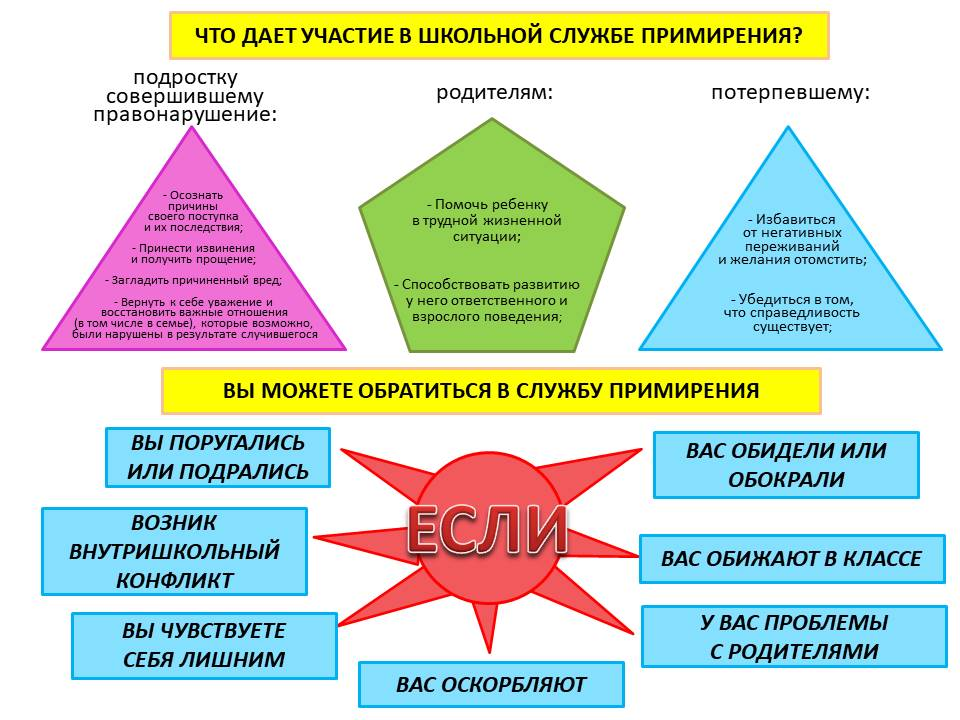 ЧТО ДАЕТ УЧАСТИЕ В ШКОЛЬНОЙ СЛУЖБЕ ПРИМИРЕНИЯ?
подростку
совершившему
правонарушение:
- Осознать
причины
своего поступка
и их последствия;
- Принести извинения
и получить прощение;
- Загладить причиненный вред;
- Вернуть к себе уважение и
восстановить важные отношения
(в том числе в семье), которые возможно,
были нарушены в результате случившегося
родителям:
- Помочь ребенку
в трудной жизненной
ситуации;
- Способствовать развитию
у него ответственного и
взрослого поведения;
потерпевшему:
- Избавиться
от негативных
переживаний
и желания отомстить;
- Убедиться в том,
что справедливость
существует;
ВЫ МОЖЕТЕ ОБРАТИТЬСЯ В СЛУЖБУ ПРИМИРЕНИЯ
ЕСЛИ
ВЫ ПОРУГАЛИСЬ
ИЛИ ПОДРАЛИСЬ
ВОЗНИК
ВНУТРИШКОЛЬНЫЙ
КОНФЛИКТ
ВЫ ЧУВСТВУЕТЕ
СЕБЯ ЛИШНИМ
ВАС ОСКОРБЛЯЮТ
ВАС ОБИДЕЛИ ИЛИ
ОБОКРАЛИ
ВАС ОБИЖАЮТ В КЛАССЕ
У ВАС ПРОБЛЕМЫ
С РОДИТЕЛЯМИ